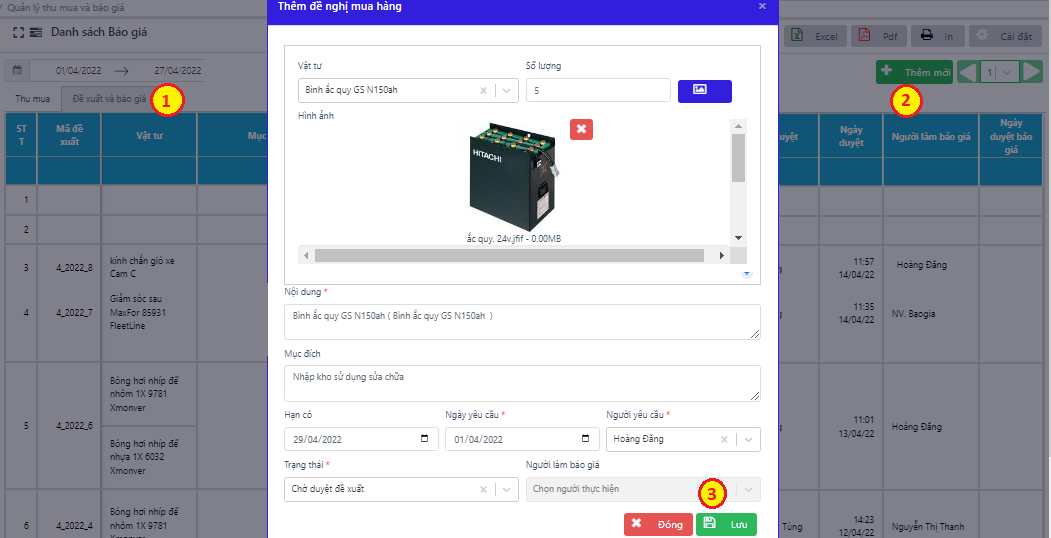 / Quản lý thu mua và báo giá
Thêm đề nghị mua hàng
×
Danh sách Báo giá
Excel
Pdf
In
Cài đặt
01/04/2022
27/04/2022
Thêm mới
1
Thu mua
Đề xuất và báo giá
1
2
STT
Mã đề xuất
Vật tư
Mục
uyệt
Ngày duyệt
Người làm báo giá
Ngày duyệt báo giá
Vật tư
Số lượng
Bình ắc quy GS N150ah
5
Hình ảnh
HITACHI
ắc quy. 24v.jfif - 0.00MB
Nội dung *
Bình ắc quy GS N150ah ( Bình ắc quy GS N150ah )
Mục đích
Nhập kho sử dụng sửa chữa
Hạn có
Ngày yêu cầu *
Người yêu cầu *
29/04/2022
01/04/2022
Hoàng Đăng
Trạng thái *
Người làm báo giá
Chờ duyệt đề xuất
Chọn người thực hiện
3
Đóng
Lưu
1
2
3
4_2022_8
kính chắn gió xe
Cam C
11:57
14/04/22
Hoàng Đăng
4
4_2022_7
Giảm sóc sau
MaxFor 85931
FleetLine
11:35
14/04/22
NV. Baogia
5
4_2022_6
Bóng hơi nhíp đế
nhôm 1X 9781
Xmonver
Bóng hơi nhíp đế
nhựa 1X 6032
Xmonver
11:01
13/04/22
Hoàng Đăng
6
4_2022_4
Bóng hơi nhíp đế
nhôm 1X 9781
Xmonver
Tùng
14:23
12/04/22
Nguyễn Thị Thanh